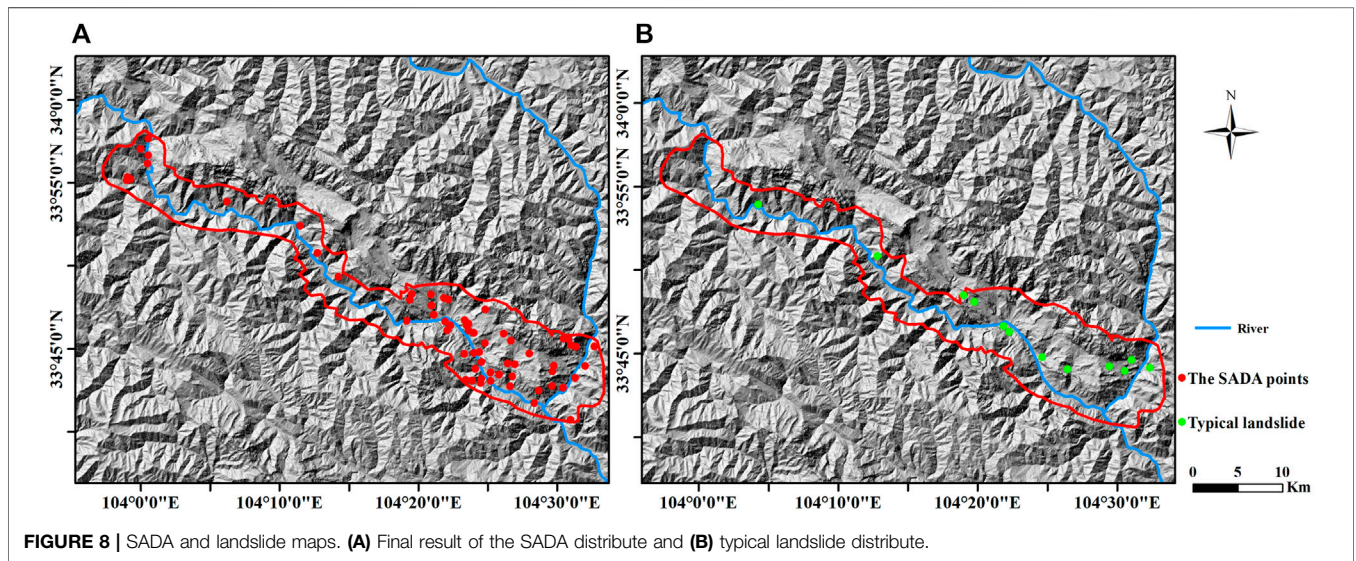 A
B
34°0'0"N
33°55'0"N
33°45'0"N
104°0'0"E
104°10'0"E
104°20'0"E
104°30'0"E
34°0'0"N
33°55'0"N
33°45'0"N
104°0'0"E
104°10'0"E
104°20'0"E
104°30'0"E
N
River
The SADA points
Typical landslide
0 5 10
Km
FIGURE 8 | SADA and landslide maps. (A) Final result of the SADA distribute and (B) typical landslide distribute.